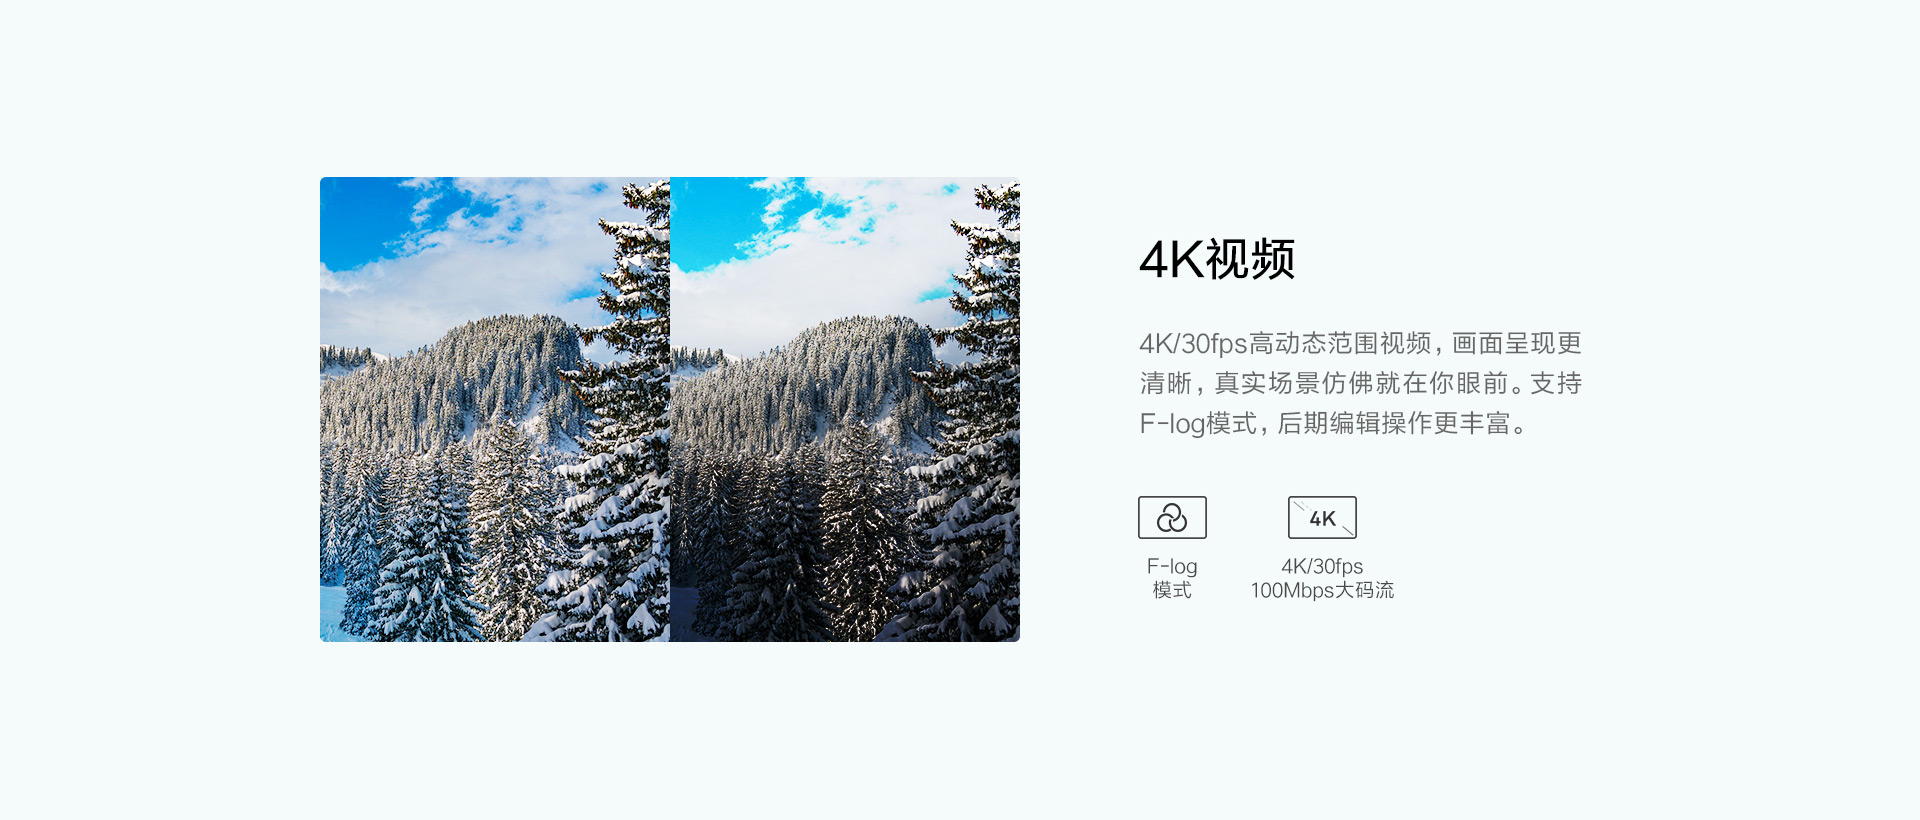 4K视频
4K/30fps高动态范围视频，画面呈现更
清晰，真实场景仿佛就在你眼前。支持
F-log模式，后期编辑操作更丰富。
4K
F-log
模式
4K/30fps
100Mbps大码流